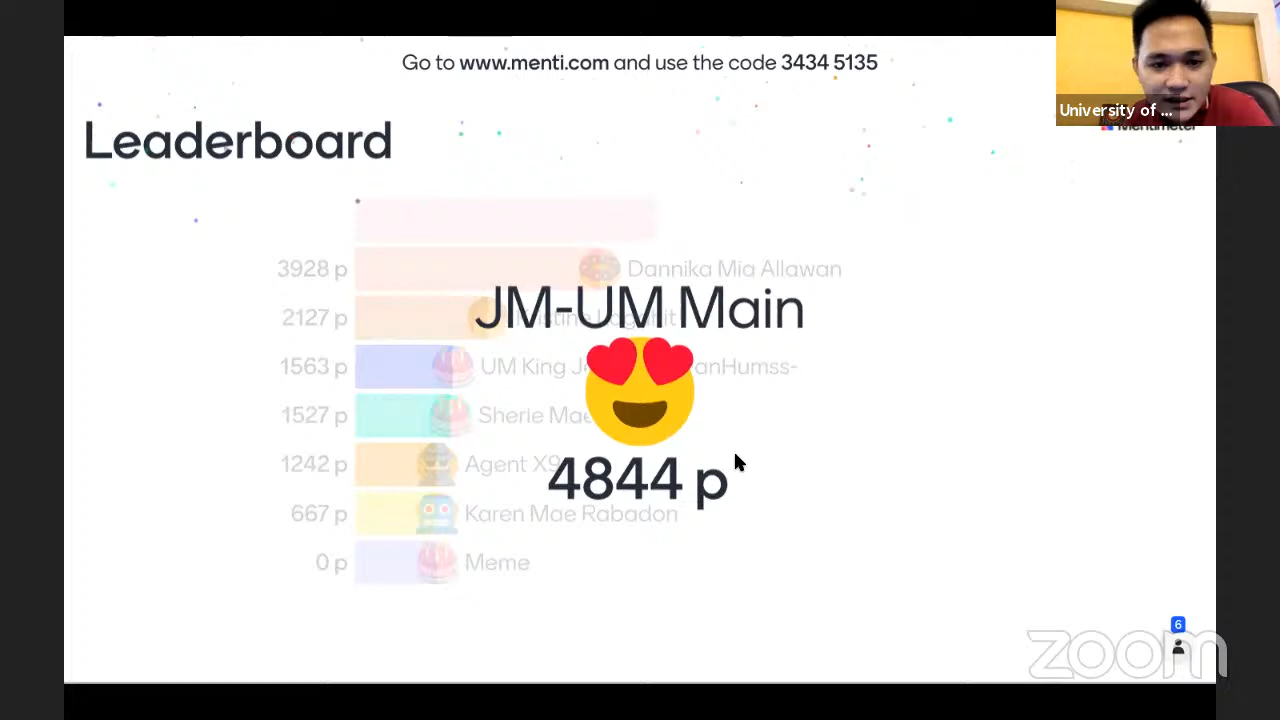 Go to www.menti.com and use the code 3434 5135
University of ...
Mentimeter
Leaderboard
3928 p Dannika Mia Allawan
JM-UM Main
2127 p
1563 p UM King anHumss-
1527 p Sherie Mae
4844 p
1242 p Agent X9
667 p Karen Mae Rabadon
0 p Meme
6
zoom